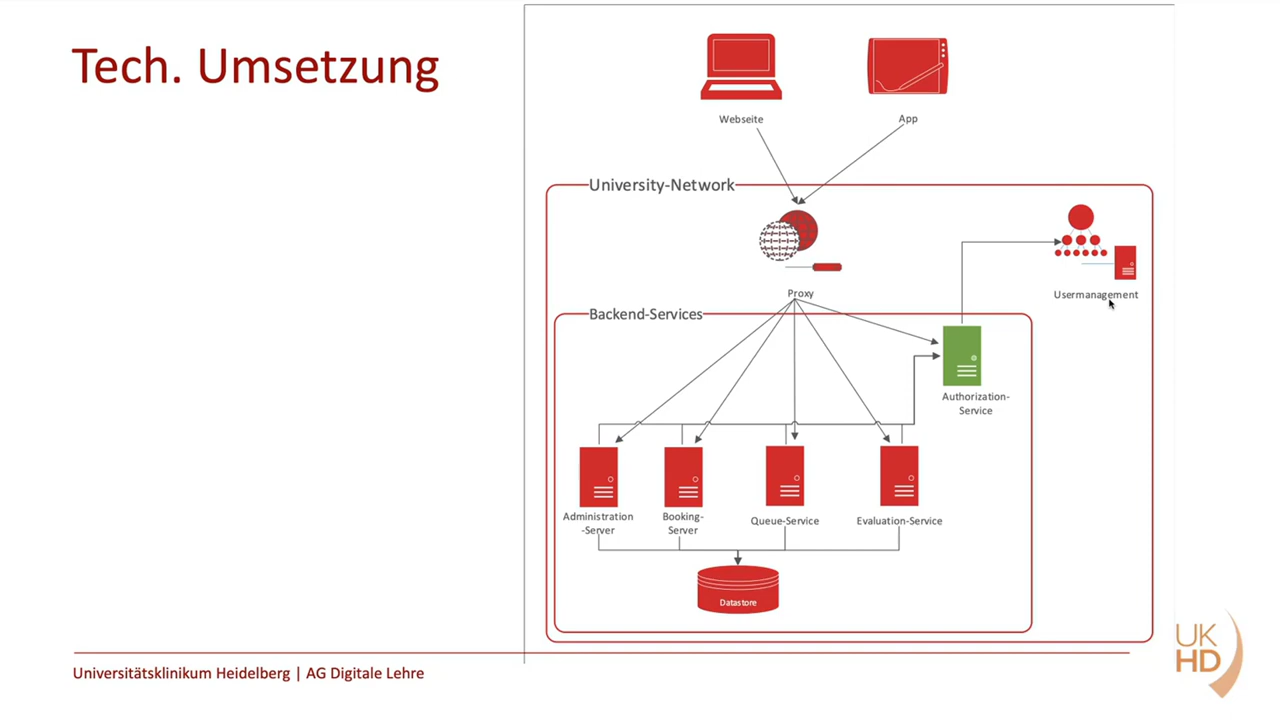 Tech. Umsetzung
Webseite
App
University-Network
Proxy
Usermanagement
Backend-Services
Authorization-
Service
Administration
-Server
Booking-
Server
Queue-Service
Evaluation-Service
Datastore
Universitätsklinikum Heidelberg | AG Digitale Lehre
UK
HD